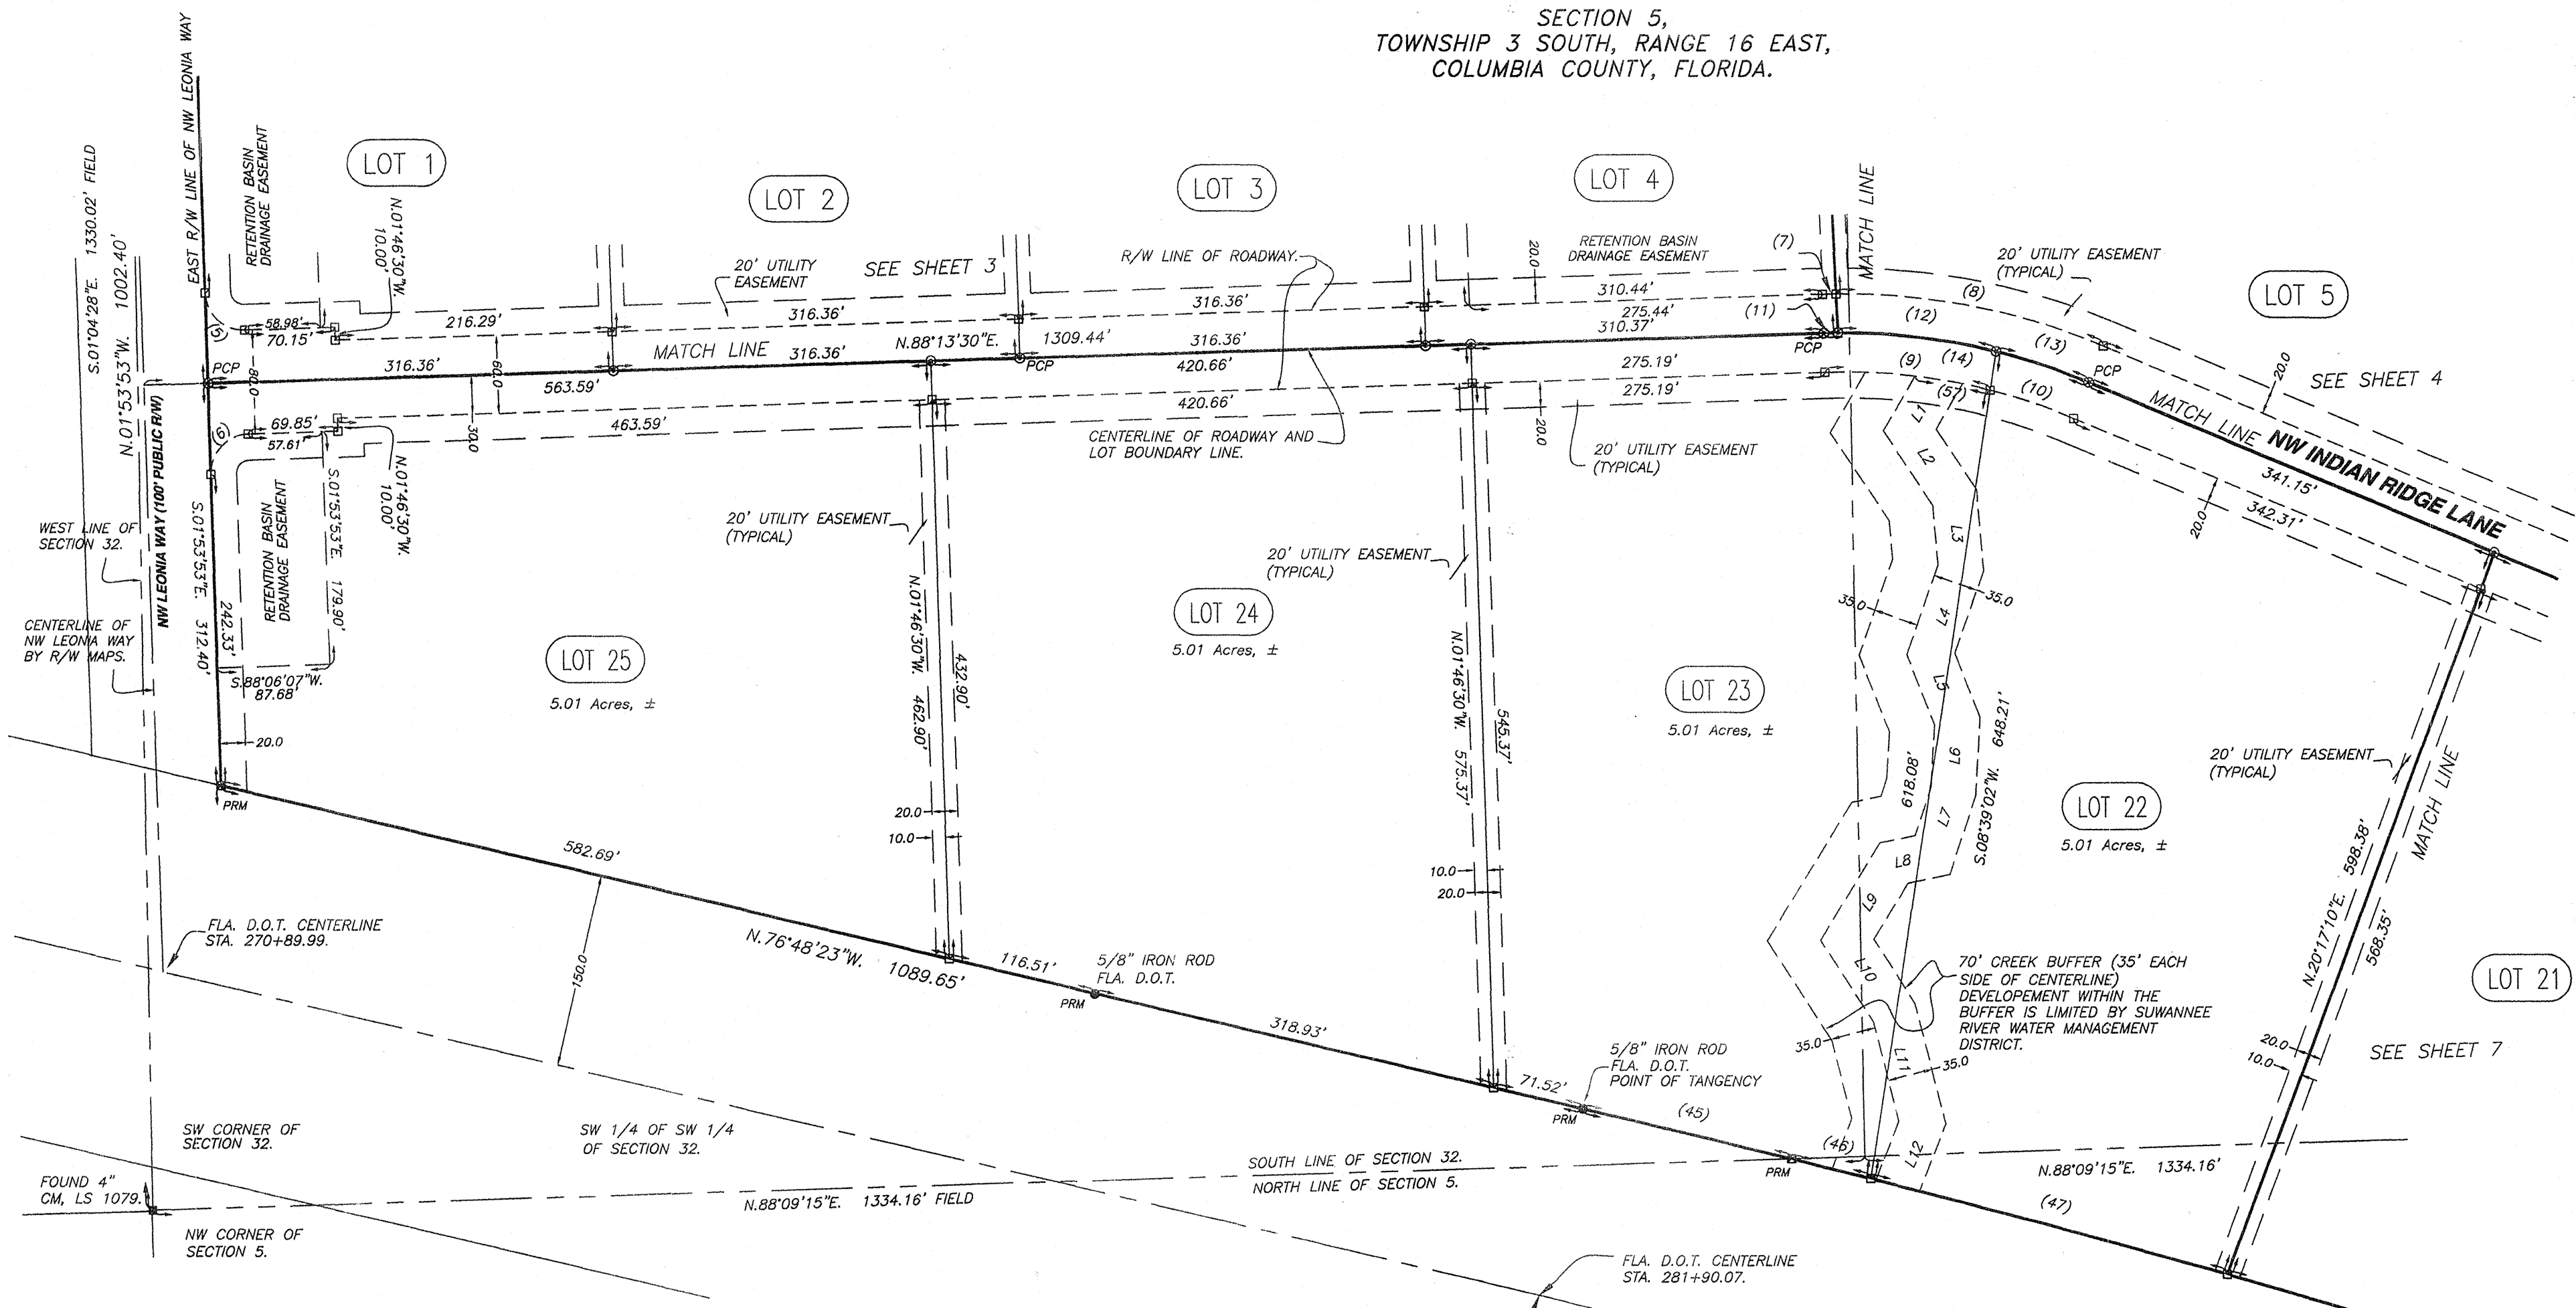 SECTION 5,
TOWNSHIP 3 SOUTH, RANGE 16 EAST,
COLUMBIA COUNTY, FLORIDA.
S.01°04'28"E. 1330.02' FIELD
N.01°53'53"W. 1002.40'
NW LEONIA WAY (100' PUBLIC R/W)
EAST R/W LINE OF NW LEONIA WAY
RETENTION BASIN
DRAINAGE EASEMENT
LOT 1
N.01°46'30"W.
10.00'
LOT 2
20' UTILITY
EASEMENT
SEE SHEET 3
LOT 3
R/W LINE OF ROADWAY.
LOT 4
20.0
RETENTION BASIN
DRAINAGE EASEMENT
(7)
MATCH LINE
20' UTILITY EASEMENT
(TYPICAL)
LOT 5
(8)
(5)
58.98'
70.15'
216.29'
316.36'
316.36'
310.44'
275.44'
310.37'
(11)
(12)
(13)
(14)
20.0
SEE SHEET 4
PCP
80.0
316.36'
563.59'
60.0
30.0
MATCH LINE
316.36'
N.88°13'30"E.
1309.44'
PCP
316.36'
420.66'
PCP
275.19'
275.19'
(9)
(57)
(10)
PCP
MATCH LINE
NW INDIAN RIDGE LANE
341.15'
342.31'
20.0
(6)
69.85'
57.61'
463.59'
420.66'
20.0
CENTERLINE OF ROADWAY AND
LOT BOUNDARY LINE.
20' UTILITY EASEMENT
(TYPICAL)
N.01°46'30"W.
10.00'
S.01°53'53"E. 179.90'
RETENTION BASIN
DRAINAGE EASEMENT
S.01°53'53"E. 312.40'
242.33'
S.88°06'07"W.
87.68'
20.0
WEST LINE OF
SECTION 32.
CENTERLINE OF
NW LEONIA WAY
BY R/W MAPS.
LOT 25
5.01 Acres, ±
20' UTILITY EASEMENT
(TYPICAL)
N.01°46'30"W. 462.90'
432.90'
20.0
10.0
LOT 24
5.01 Acres, ±
20' UTILITY EASEMENT
(TYPICAL)
N.01°46'30"W. 575.37'
545.37'
10.0
20.0
LOT 23
5.01 Acres, ±
L1
L2
L3
35.0
35.0
L4
L5
L6
L7
L8
L9
L10
L11
L12
35.0
35.0
618.08'
S.08°39'02"W. 648.21'
LOT 22
5.01 Acres, ±
20' UTILITY EASEMENT
(TYPICAL)
MATCH LINE
N.20°17'10"E. 598.38'
568.35'
20.0
10.0
LOT 21
SEE SHEET 7
70' CREEK BUFFER (35' EACH
SIDE OF CENTERLINE)
DEVELOPEMENT WITHIN THE
BUFFER IS LIMITED BY SUWANNEE
RIVER WATER MANAGEMENT
DISTRICT.
PRM
582.69'
150.0
FLA. D.O.T. CENTERLINE
STA. 270+89.99.
N.76°48'23"W. 1089.65'
116.51'
5/8" IRON ROD
FLA. D.O.T.
PRM
318.93'
71.52'
5/8" IRON ROD
FLA. D.O.T.
POINT OF TANGENCY
PRM
(45)
(46)
PRM
(47)
SW CORNER OF
SECTION 32.
SW 1/4 OF SW 1/4
OF SECTION 32.
FOUND 4"
CM, LS 1079.
NW CORNER OF
SECTION 5.
N.88°09'15"E. 1334.16' FIELD
SOUTH LINE OF SECTION 32.
NORTH LINE OF SECTION 5.
N.88°09'15"E. 1334.16'
FLA. D.O.T. CENTERLINE
STA. 281+90.07.